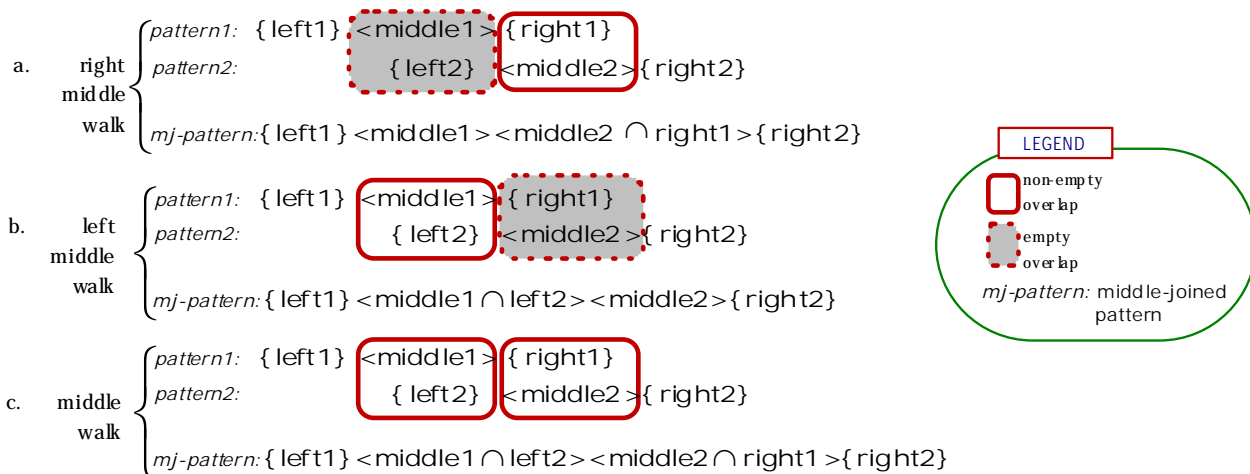 pattern1: {left1} <middle1> {right1}
a. right
pattern2: {left2} <middle2>{right2}
middle
walk
mj-pattern:{left1}<middle1><middle2 ∩ right1>{right2}
pattern1: {left1} <middle1> {right1}
b. left
pattern2: {left2} <middle2>{right2}
middle
walk
mj-pattern:{left1}<middle1 ∩ left2><middle2>{right2}
pattern1: {left1} <middle1> {right1}
pattern2: {left2} <middle2>{right2}
c. middle
walk
mj-pattern:{left1}<middle1 ∩ left2><middle2 ∩ right1>{right2}
LEGEND
non-empty
overlap
empty
overlap
mj-pattern: middle-joined
pattern